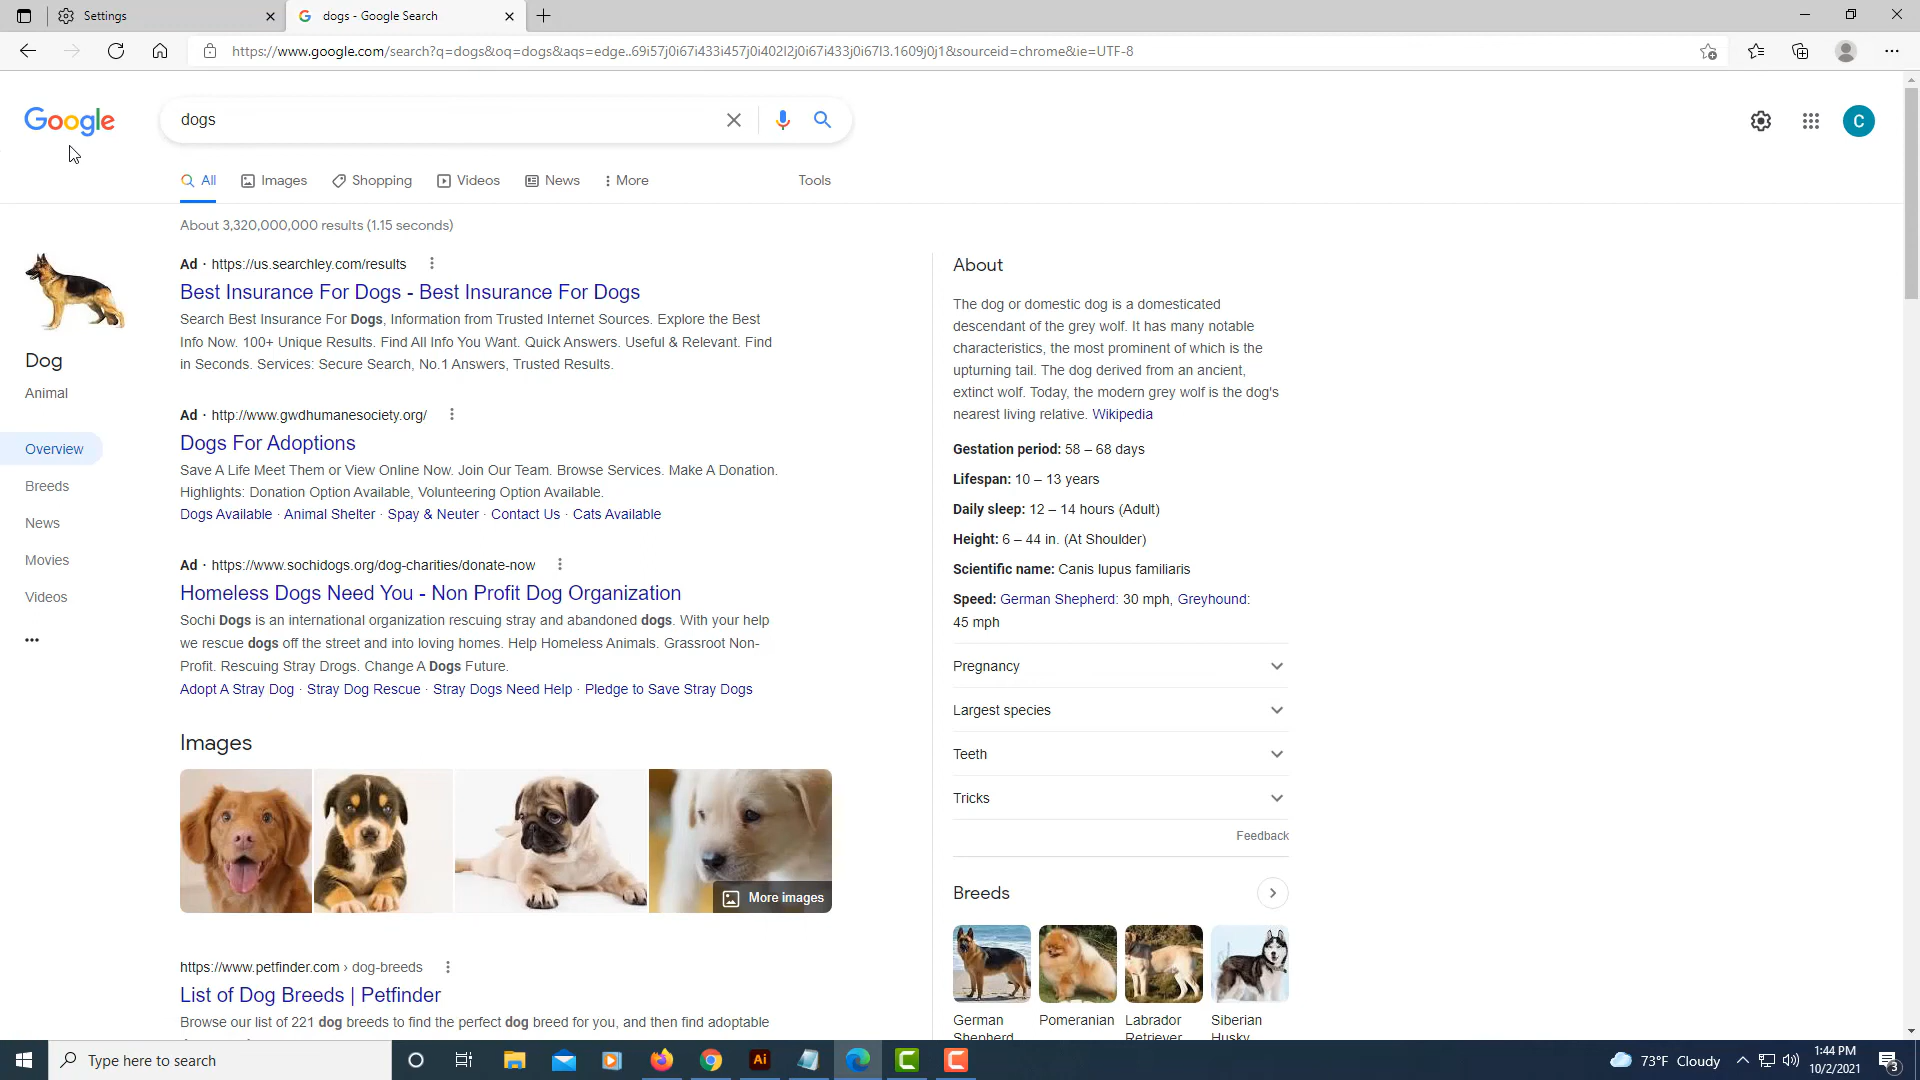 Settings
dogs - Google Search
https://www.google.com/search?q=dogs&oq=dogs&aqs=edge..69i57j0i67i433i457j0i402l2j0i67i433j0i67l3.1609j0j1&sourceid=chrome&ie=UTF-8
Google
dogs
C
All
Images
Shopping
Videos
News
More
Tools
About 3,320,000,000 results (1.15 seconds)
Dog
Animal
Overview
Breeds
News
Movies
Videos
Ad · https://us.searchley.com/results
Best Insurance For Dogs - Best Insurance For Dogs
Search Best Insurance For Dogs, Information from Trusted Internet Sources. Explore the Best
Info Now. 100+ Unique Results. Find All Info You Want. Quick Answers. Useful & Relevant. Find
in Seconds. Services: Secure Search, No.1 Answers, Trusted Results.
Ad · http://www.gwdhumanesociety.org/
Dogs For Adoptions
Save A Life Meet Them or View Online Now. Join Our Team. Browse Services. Make A Donation.
Highlights: Donation Option Available, Volunteering Option Available.
Dogs Available · Animal Shelter · Spay & Neuter · Contact Us · Cats Available
Ad · https://www.sochidogs.org/dog-charities/donate-now
Homeless Dogs Need You - Non Profit Dog Organization
Sochi Dogs is an international organization rescuing stray and abandoned dogs. With your help
we rescue dogs off the street and into loving homes. Help Homeless Animals. Grassroot Non-
Profit. Rescuing Stray Drogs. Change A Dogs Future.
Adopt A Stray Dog · Stray Dog Rescue · Stray Dogs Need Help · Pledge to Save Stray Dogs
Images
More images
https://www.petfinder.com › dog-breeds
List of Dog Breeds | Petfinder
Browse our list of 221 dog breeds to find the perfect dog breed for you, and then find adoptable
About
The dog or domestic dog is a domesticated
descendant of the grey wolf. It has many notable
characteristics, the most prominent of which is the
upturning tail. The dog derived from an ancient,
extinct wolf. Today, the modern grey wolf is the dog's
nearest living relative. Wikipedia
Gestation period: 58 – 68 days
Lifespan: 10 – 13 years
Daily sleep: 12 – 14 hours (Adult)
Height: 6 – 44 in. (At Shoulder)
Scientific name: Canis lupus familiaris
Speed: German Shepherd: 30 mph, Greyhound:
45 mph
Pregnancy
Largest species
Teeth
Tricks
Feedback
Breeds
German
Shepherd
Pomeranian
Labrador
Retriever
Siberian
Husky
Type here to search
Ai
73°F Cloudy
1:44 PM
10/2/2021
3